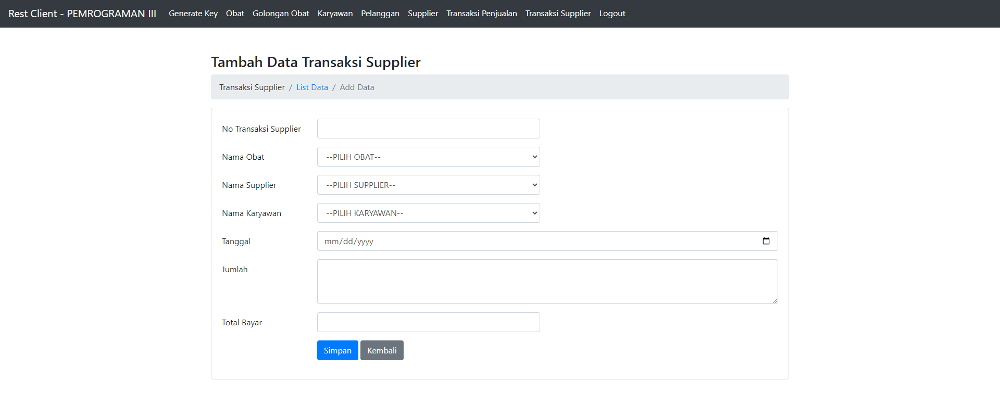 Rest Client - PEMROGRAMAN III Generate Key Obat Golongan Obat Karyawan Pelanggan Supplier Transaksi Penjualan Transaksi Supplier Logout
Tambah Data Transaksi Supplier
Transaksi Supplier / List Data / Add Data
No Transaksi Supplier
Nama Obat --PILIH OBAT--
Nama Supplier --PILIH SUPPLIER--
Nama Karyawan --PILIH KARYAWAN--
Tanggal mm/dd/yyyy
Jumlah
Total Bayar
Simpan Kembali